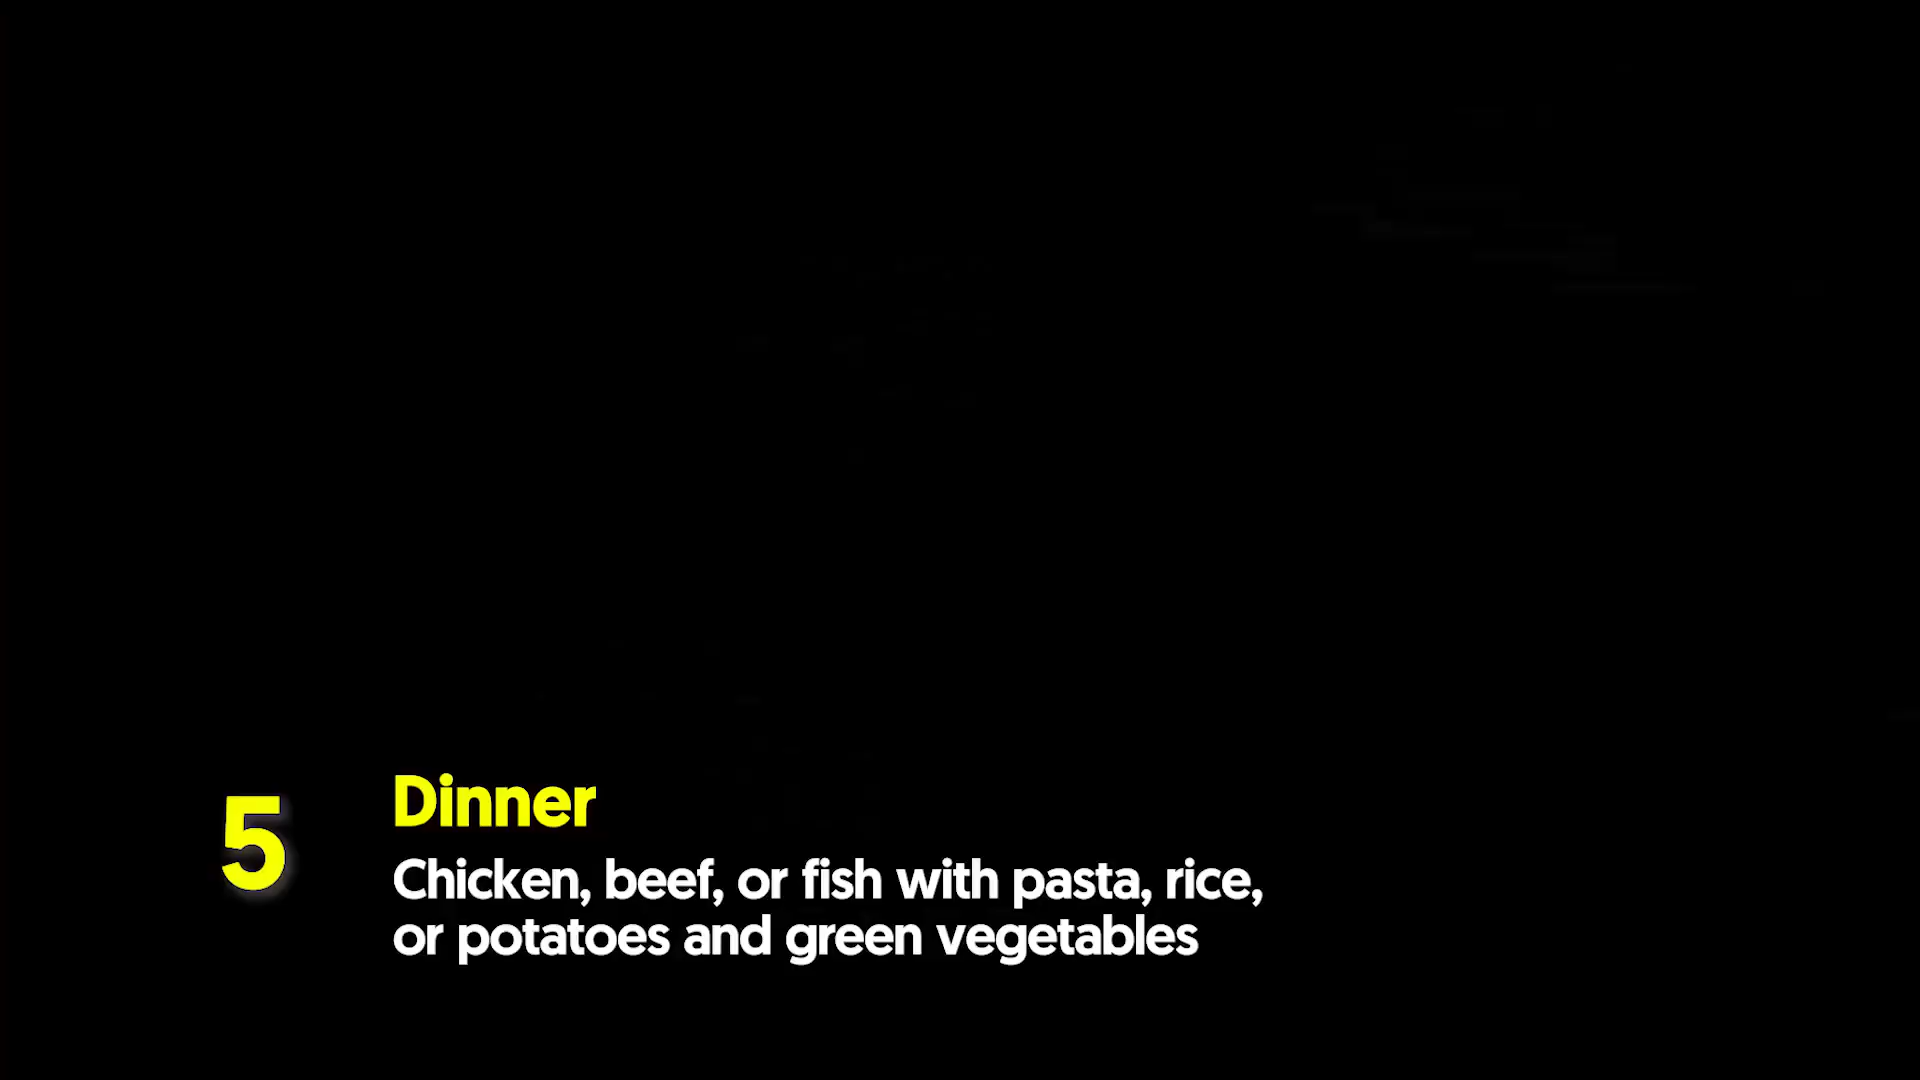 5
Dinner
Chicken, beef, or fish with pasta, rice,
or potatoes and green vegetables